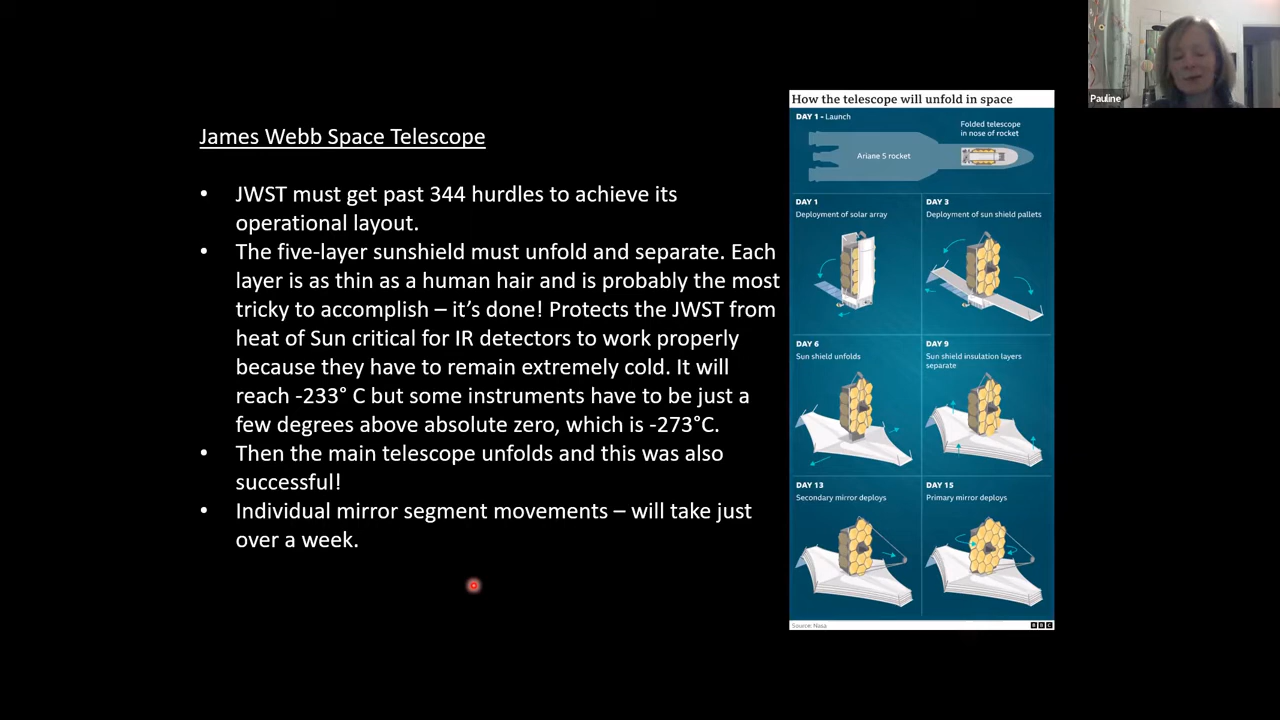 James Webb Space Telescope
• JWST must get past 344 hurdles to achieve its
operational layout.
• The five-layer sunshield must unfold and separate. Each
layer is as thin as a human hair and is probably the most
tricky to accomplish – it's done! Protects the JWST from
heat of Sun critical for IR detectors to work properly
because they have to remain extremely cold. It will
reach -233° C but some instruments have to be just a
few degrees above absolute zero, which is -273°C.
• Then the main telescope unfolds and this was also
successful!
• Individual mirror segment movements – will take just
over a week.
How the telescope will unfold in space
DAY 1 - Launch
Folded telescope
in nose of rocket
Ariane 5 rocket
DAY 1
Deployment of solar array
DAY 3
Deployment of sun shield pallets
DAY 6
Sun shield unfolds
DAY 9
Sun shield insulation layers
separate
DAY 13
Secondary mirror deploys
DAY 15
Primary mirror deploys
Source: Nasa
BBC
Pauline